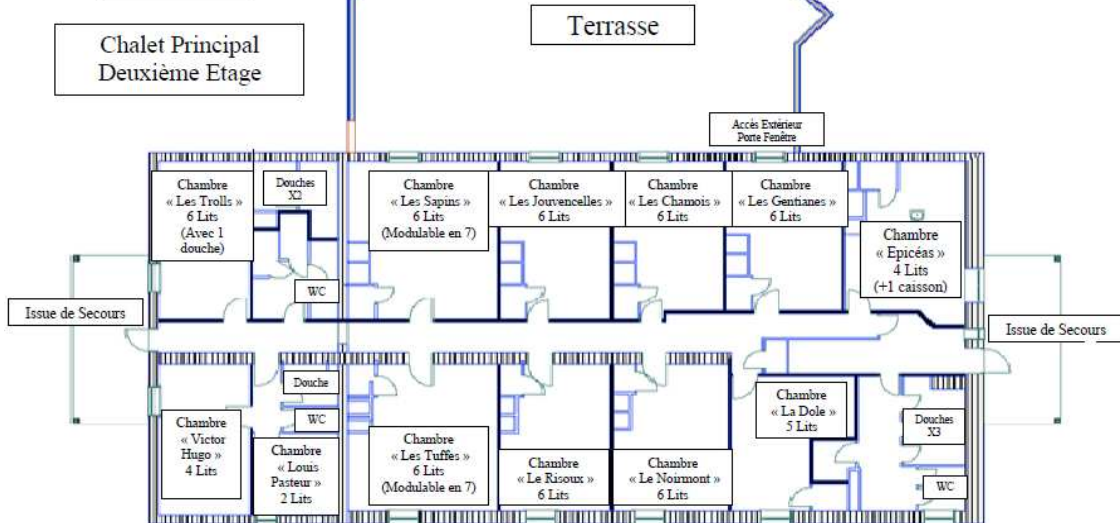 Chalet Principal
Deuxième Etage
Terrasse
Accès Extérieur
Porte Fenêtre
Chambre
« Les Trolls »
6 Lits
(Avec 1
douche)
Douches
X2
Chambre
« Les Sapins »
6 Lits
(Modulable en 7)
Chambre
« Les Jouvencelles »
6 Lits
Chambre
« Les Chamois »
6 Lits
Chambre
« Les Gentianes »
6 Lits
Chambre
« Epicéas »
4 Lits
(+1 caisson)
WC
Issue de Secours
Issue de Secours
Chambre
« Victor
Hugo »
4 Lits
Douche
WC
Chambre
« Louis
Pasteur »
2 Lits
Chambre
« Les Tuffes »
6 Lits
(Modulable en 7)
Chambre
« Le Risoux »
6 Lits
Chambre
« Le Noirmont »
6 Lits
Chambre
« La Dole »
5 Lits
Douches
X3
WC